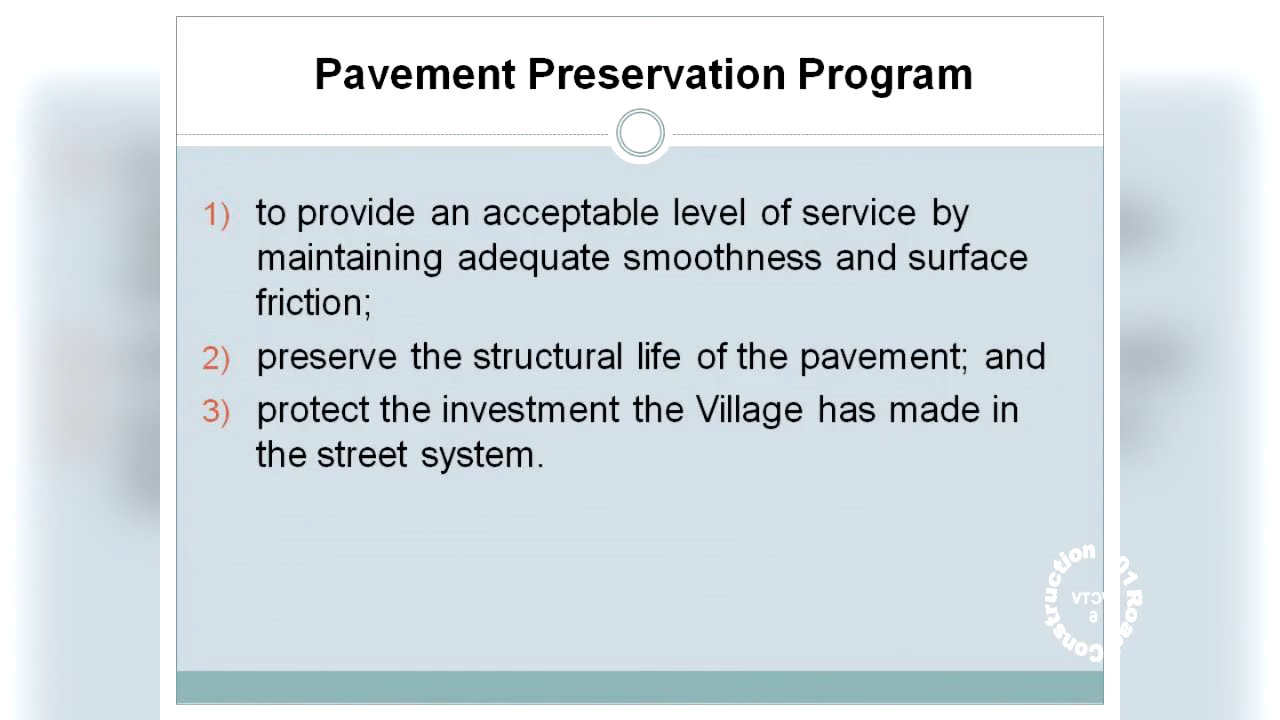 Pavement Preservation Program
1) to provide an acceptable level of service by
maintaining adequate smoothness and surface
friction;
2) preserve the structural life of the pavement; and
3) protect the investment the Village has made in
the street system.
Construction